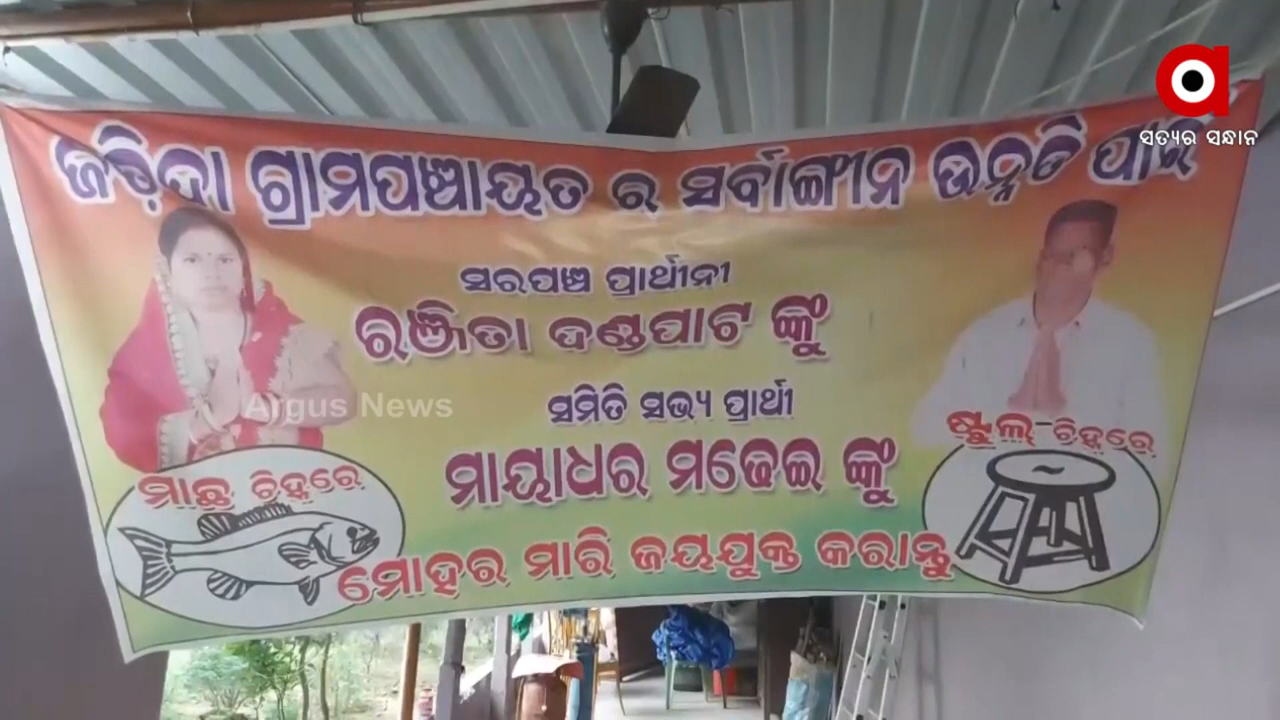 ସତ୍ୟର ସନ୍ଧାନ
ଜଡ଼ିଦା ଗ୍ରାମପଞ୍ଚାୟତ ର ସର୍ବାଙ୍ଗୀନ ଉନ୍ନତି ପାଇଁ
ସରପଞ୍ଚ ପ୍ରାର୍ଥୀନୀ
ରଞ୍ଜିତା ଦଣ୍ଡପାଟ ଙ୍କୁ
Argus News
ସମିତି ସଭ୍ୟ ପ୍ରାର୍ଥୀ
ମାୟାଧର ମଢେଇ ଙ୍କୁ
ମାଛ ଚିହ୍ନରେ
ଷ୍ଟୁଲ୍ ଚିହ୍ନରେ
ମୋହର ମାରି ଜୟଯୁକ୍ତ କରାନ୍ତୁ